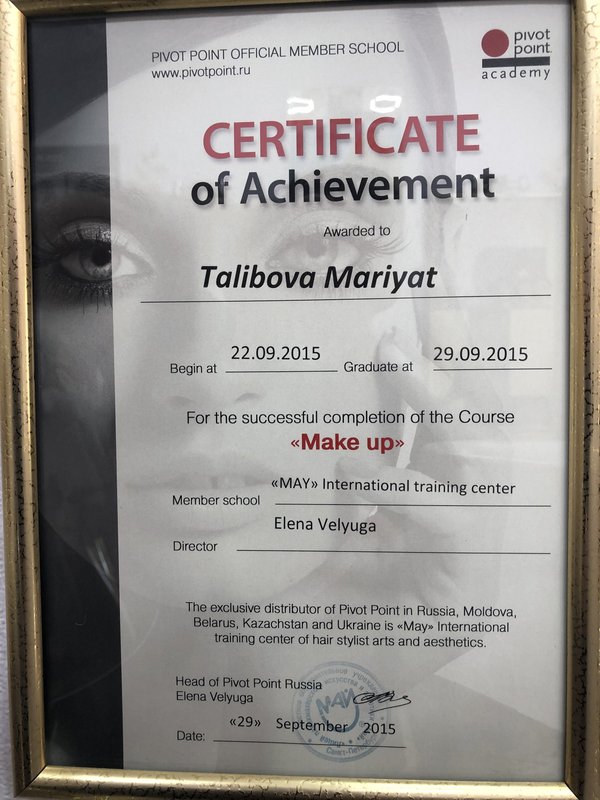 PIVOT POINT OFFICIAL MEMBER SCHOOL
www.pivotpoint.ru
pivot
point
academy
CERTIFICATE
of Achievement
Awarded to
Talibova Mariyat
Begin at 22.09.2015 Graduate at 29.09.2015
For the successful completion of the Course
«Make up»
Member school «MAY» International training center
Director Elena Velyuga
The exclusive distributor of Pivot Point in Russia, Moldova,
Belarus, Kazachstan and Ukraine is «May» International
training center of hair stylist arts and aesthetics.
Head of Pivot Point Russia
Elena Velyuga
Date: «29» September 2015
МАЙ
Санкт-Петербург